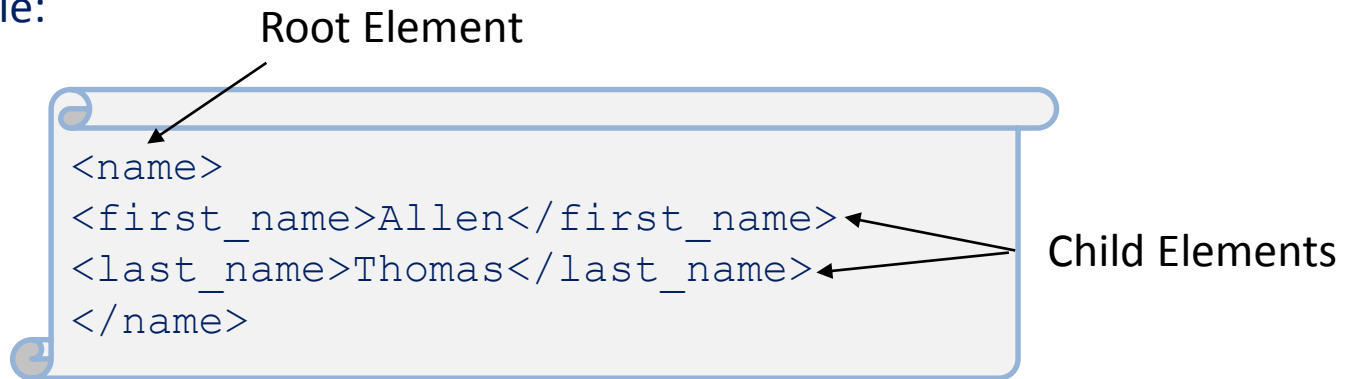 le:
Root Element
<name>
<first_name>Allen</first_name>
<last_name>Thomas</last_name>
Child Elements
</name>